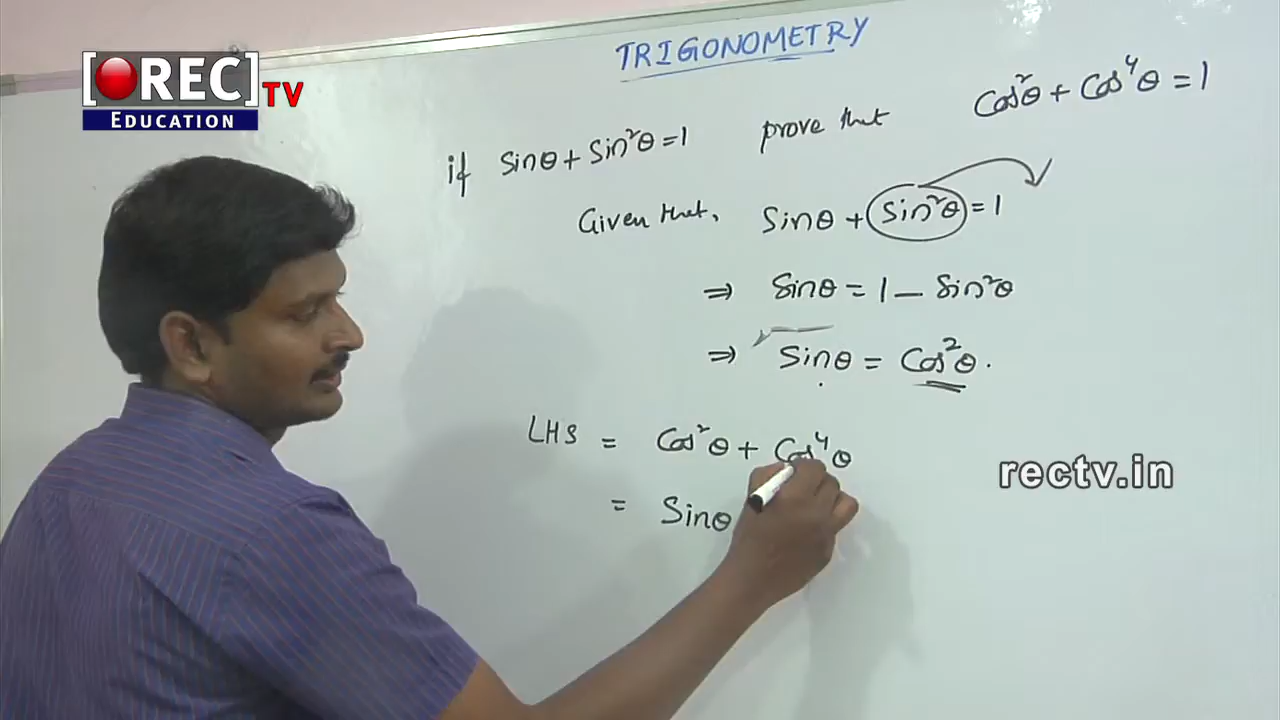 [REC TV
EDUCATION
TRIGONOMETRY
if Sinθ + Sin²θ = 1 prove that Cos²θ + Cos⁴θ = 1
Given that, Sinθ + Sin²θ = 1
⇒ Sinθ = 1 − Sin²θ
⇒ Sinθ = Cos²θ.
LHS = Cos²θ + Cos⁴θ
= Sinθ
rectv.in